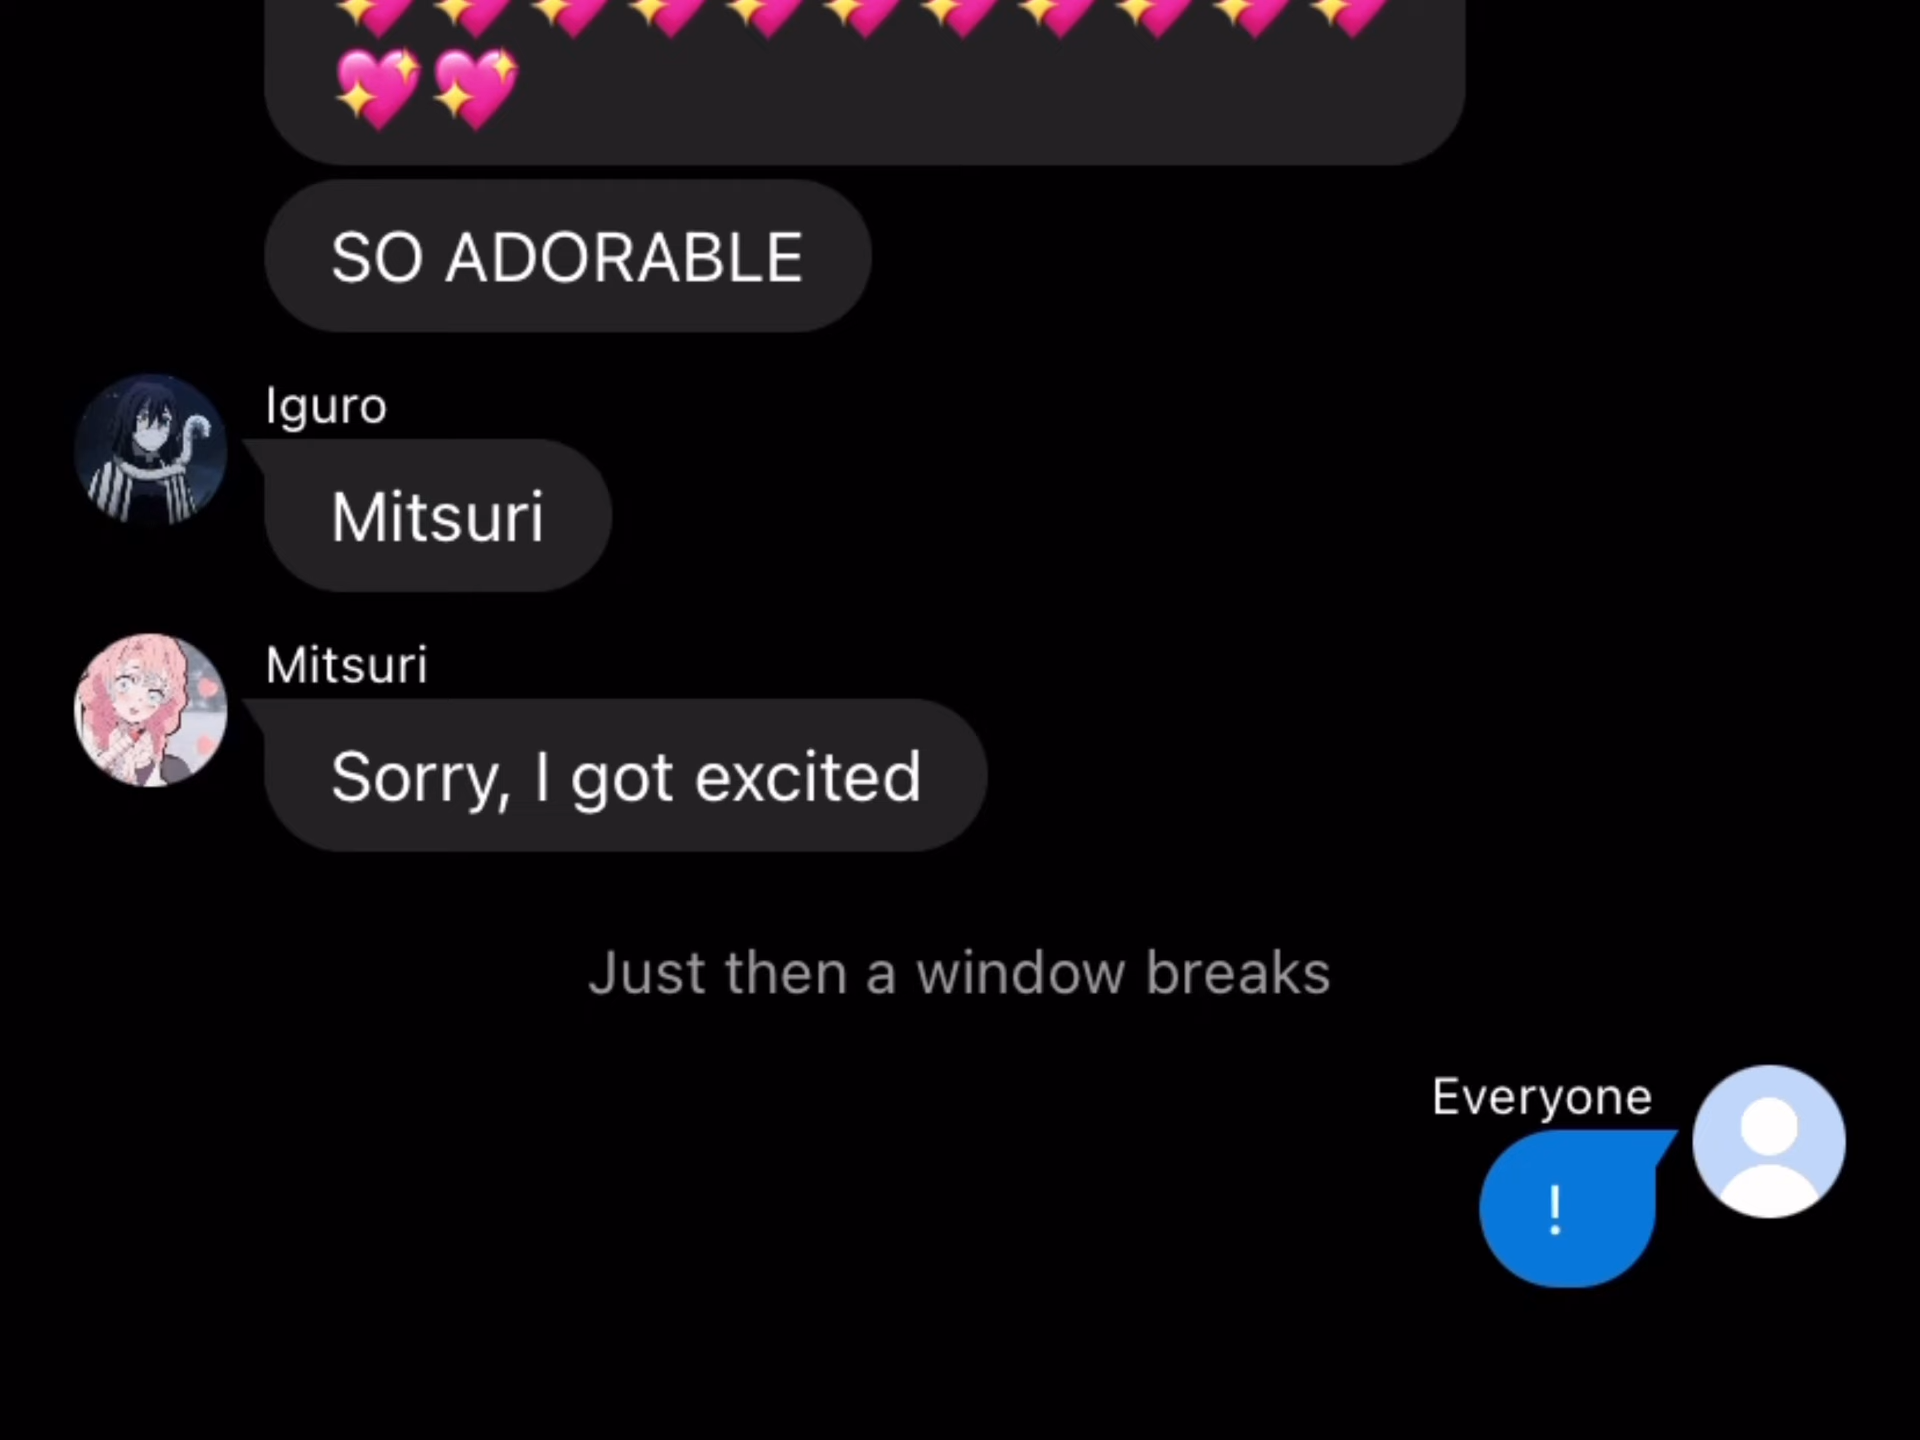 💖💖💖💖💖💖💖💖💖💖💖
💖💖
SO ADORABLE
Iguro
Mitsuri
Mitsuri
Sorry, I got excited
Just then a window breaks
Everyone
!